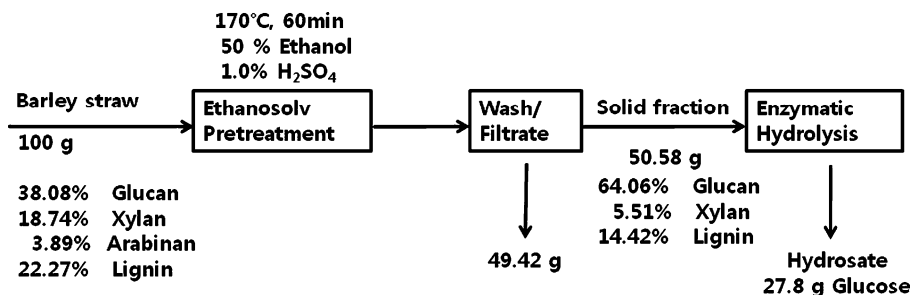 170℃, 60min
50 % Ethanol
1.0% H₂SO₄
Barley straw
100 g
Ethanosolv
Pretreatment
Wash/
Filtrate
Solid fraction
Enzymatic
Hydrolysis
38.08% Glucan
18.74% Xylan
3.89% Arabinan
22.27% Lignin
50.58 g
64.06% Glucan
5.51% Xylan
14.42% Lignin
49.42 g
Hydrosate
27.8 g Glucose